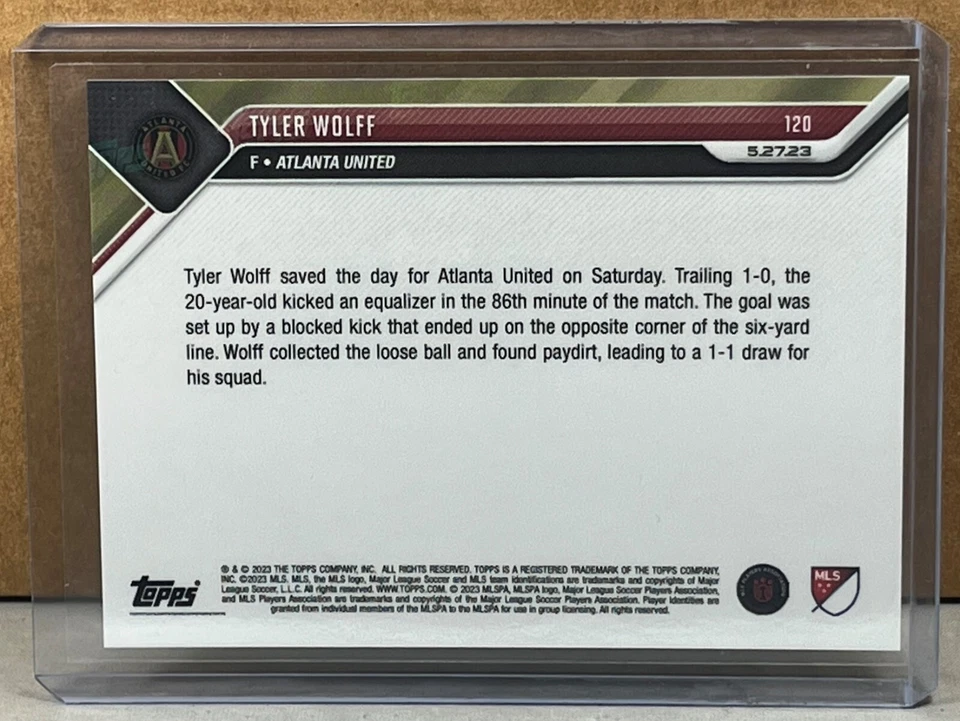 ATLANTA
A
UNITED FC
TYLER WOLFF
120
F • ATLANTA UNITED
5.27.23
Tyler Wolff saved the day for Atlanta United on Saturday. Trailing 1-0, the
20-year-old kicked an equalizer in the 86th minute of the match. The goal was
set up by a blocked kick that ended up on the opposite corner of the six-yard
line. Wolff collected the loose ball and found paydirt, leading to a 1-1 draw for
his squad.
Topps
® & © 2023 THE TOPPS COMPANY, INC. ALL RIGHTS RESERVED. TOPPS IS A REGISTERED TRADEMARK OF THE TOPPS COMPANY,
INC. ©2023 MLS. MLS, the MLS logo, Major League Soccer and MLS team identifications are trademarks and copyrights of Major
League Soccer, L.L.C. All rights reserved. WWW.TOPPS.COM. © 2023 MLSPA, MLSPA logo, Major League Soccer Players Association,
and MLS Players Association are trademarks and copyrights of the Major League Soccer Players Association. Player Identities are
granted from individual members of the MLSPA to the MLSPA for use in group licensing. All rights reserved.
MLS